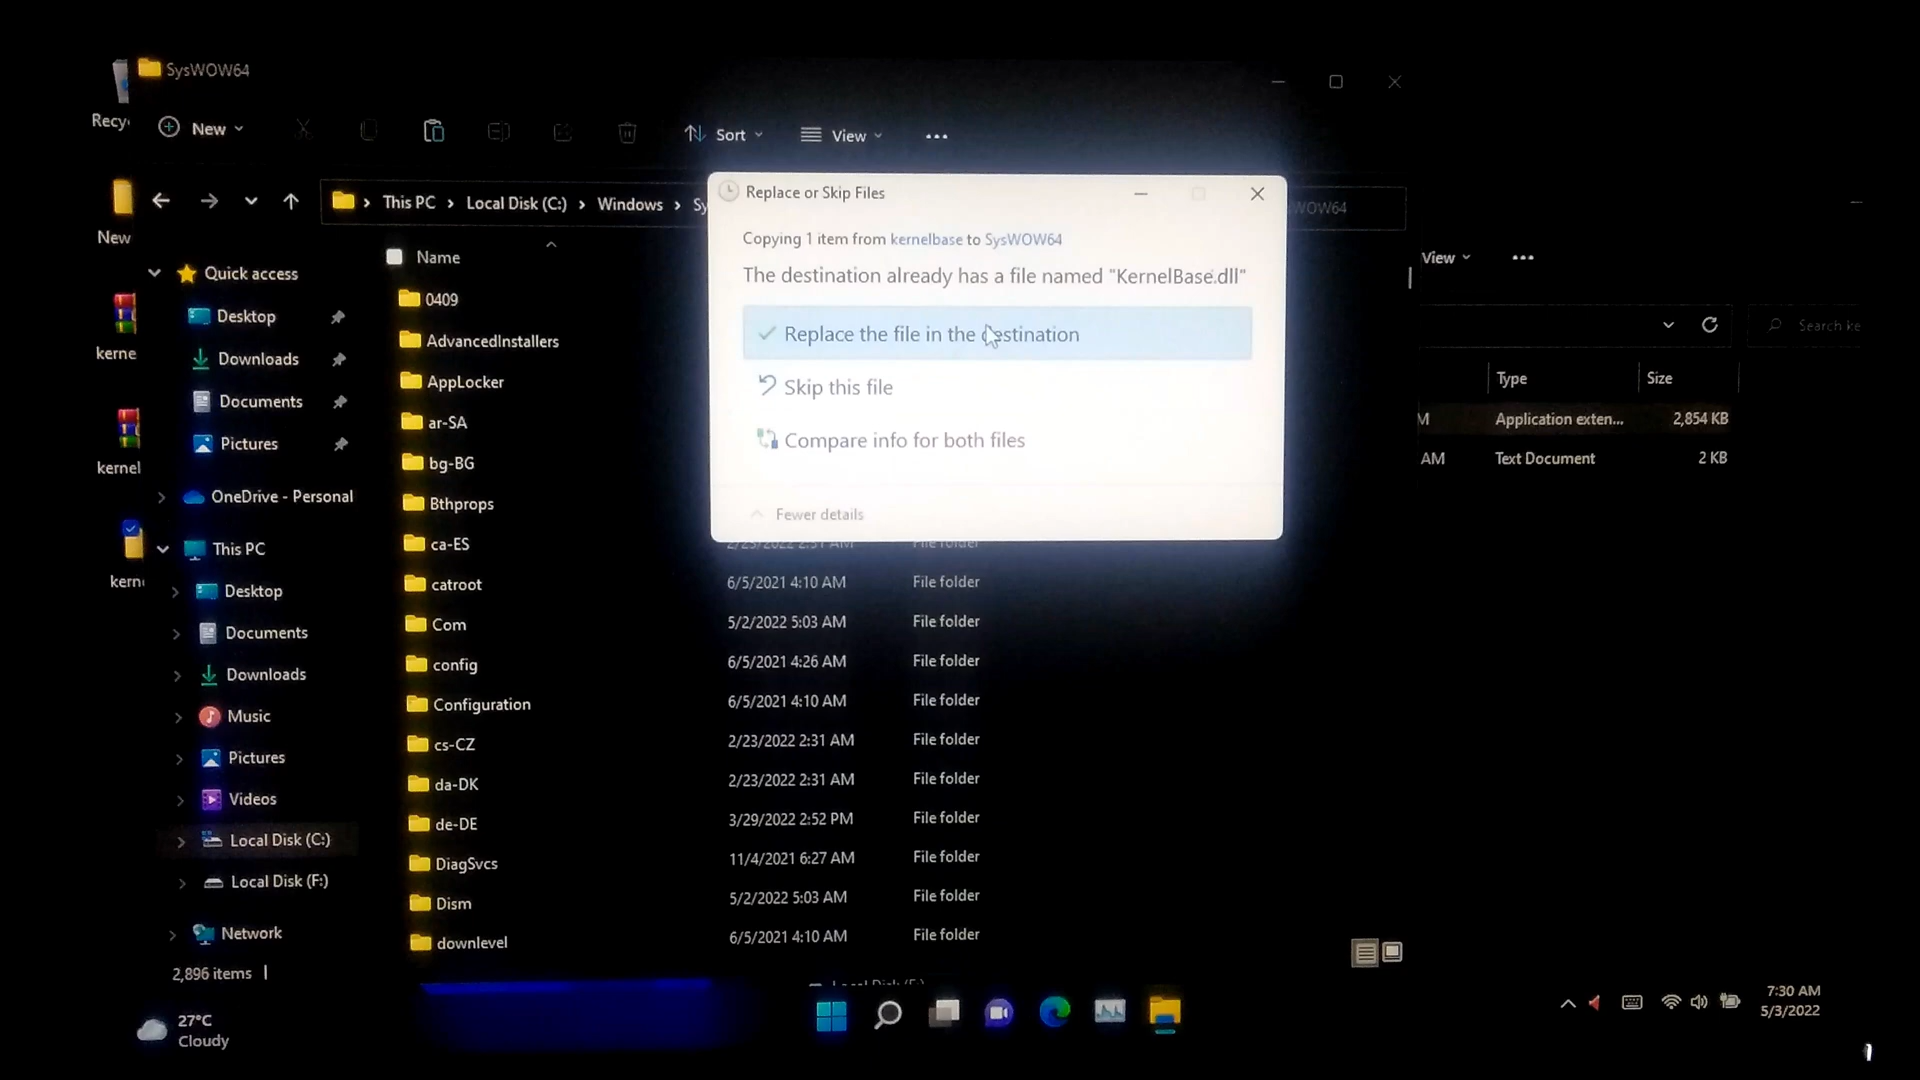 SysWOW64
Recy
New
Sort
View
This PC
Local Disk (C:)
Windows
Sy
New
Name
Quick access
Desktop
Downloads
Documents
Pictures
OneDrive - Personal
This PC
Desktop
Documents
Downloads
Music
Pictures
Videos
Local Disk (C:)
Local Disk (F:)
Network
2,896 items
kerne
kernel
kern
0409
AdvancedInstallers
AppLocker
ar-SA
bg-BG
Bthprops
ca-ES
catroot
6/5/2021 4:10 AM File folder
Com
5/2/2022 5:03 AM File folder
config
6/5/2021 4:26 AM File folder
Configuration
6/5/2021 4:10 AM File folder
cs-CZ
2/23/2022 2:31 AM File folder
da-DK
2/23/2022 2:31 AM File folder
de-DE
3/29/2022 2:52 PM File folder
DiagSvcs
11/4/2021 6:27 AM File folder
Dism
5/2/2022 5:03 AM File folder
downlevel
6/5/2021 4:10 AM File folder
Replace or Skip Files
Copying 1 item from kernelbase to SysWOW64
The destination already has a file named "KernelBase.dll"
Replace the file in the destination
Skip this file
Compare info for both files
Fewer details
WOW64
View
Search ke
Type Size
M Application exten... 2,854 KB
AM Text Document 2 KB
27°C
Cloudy
7:30 AM
5/3/2022